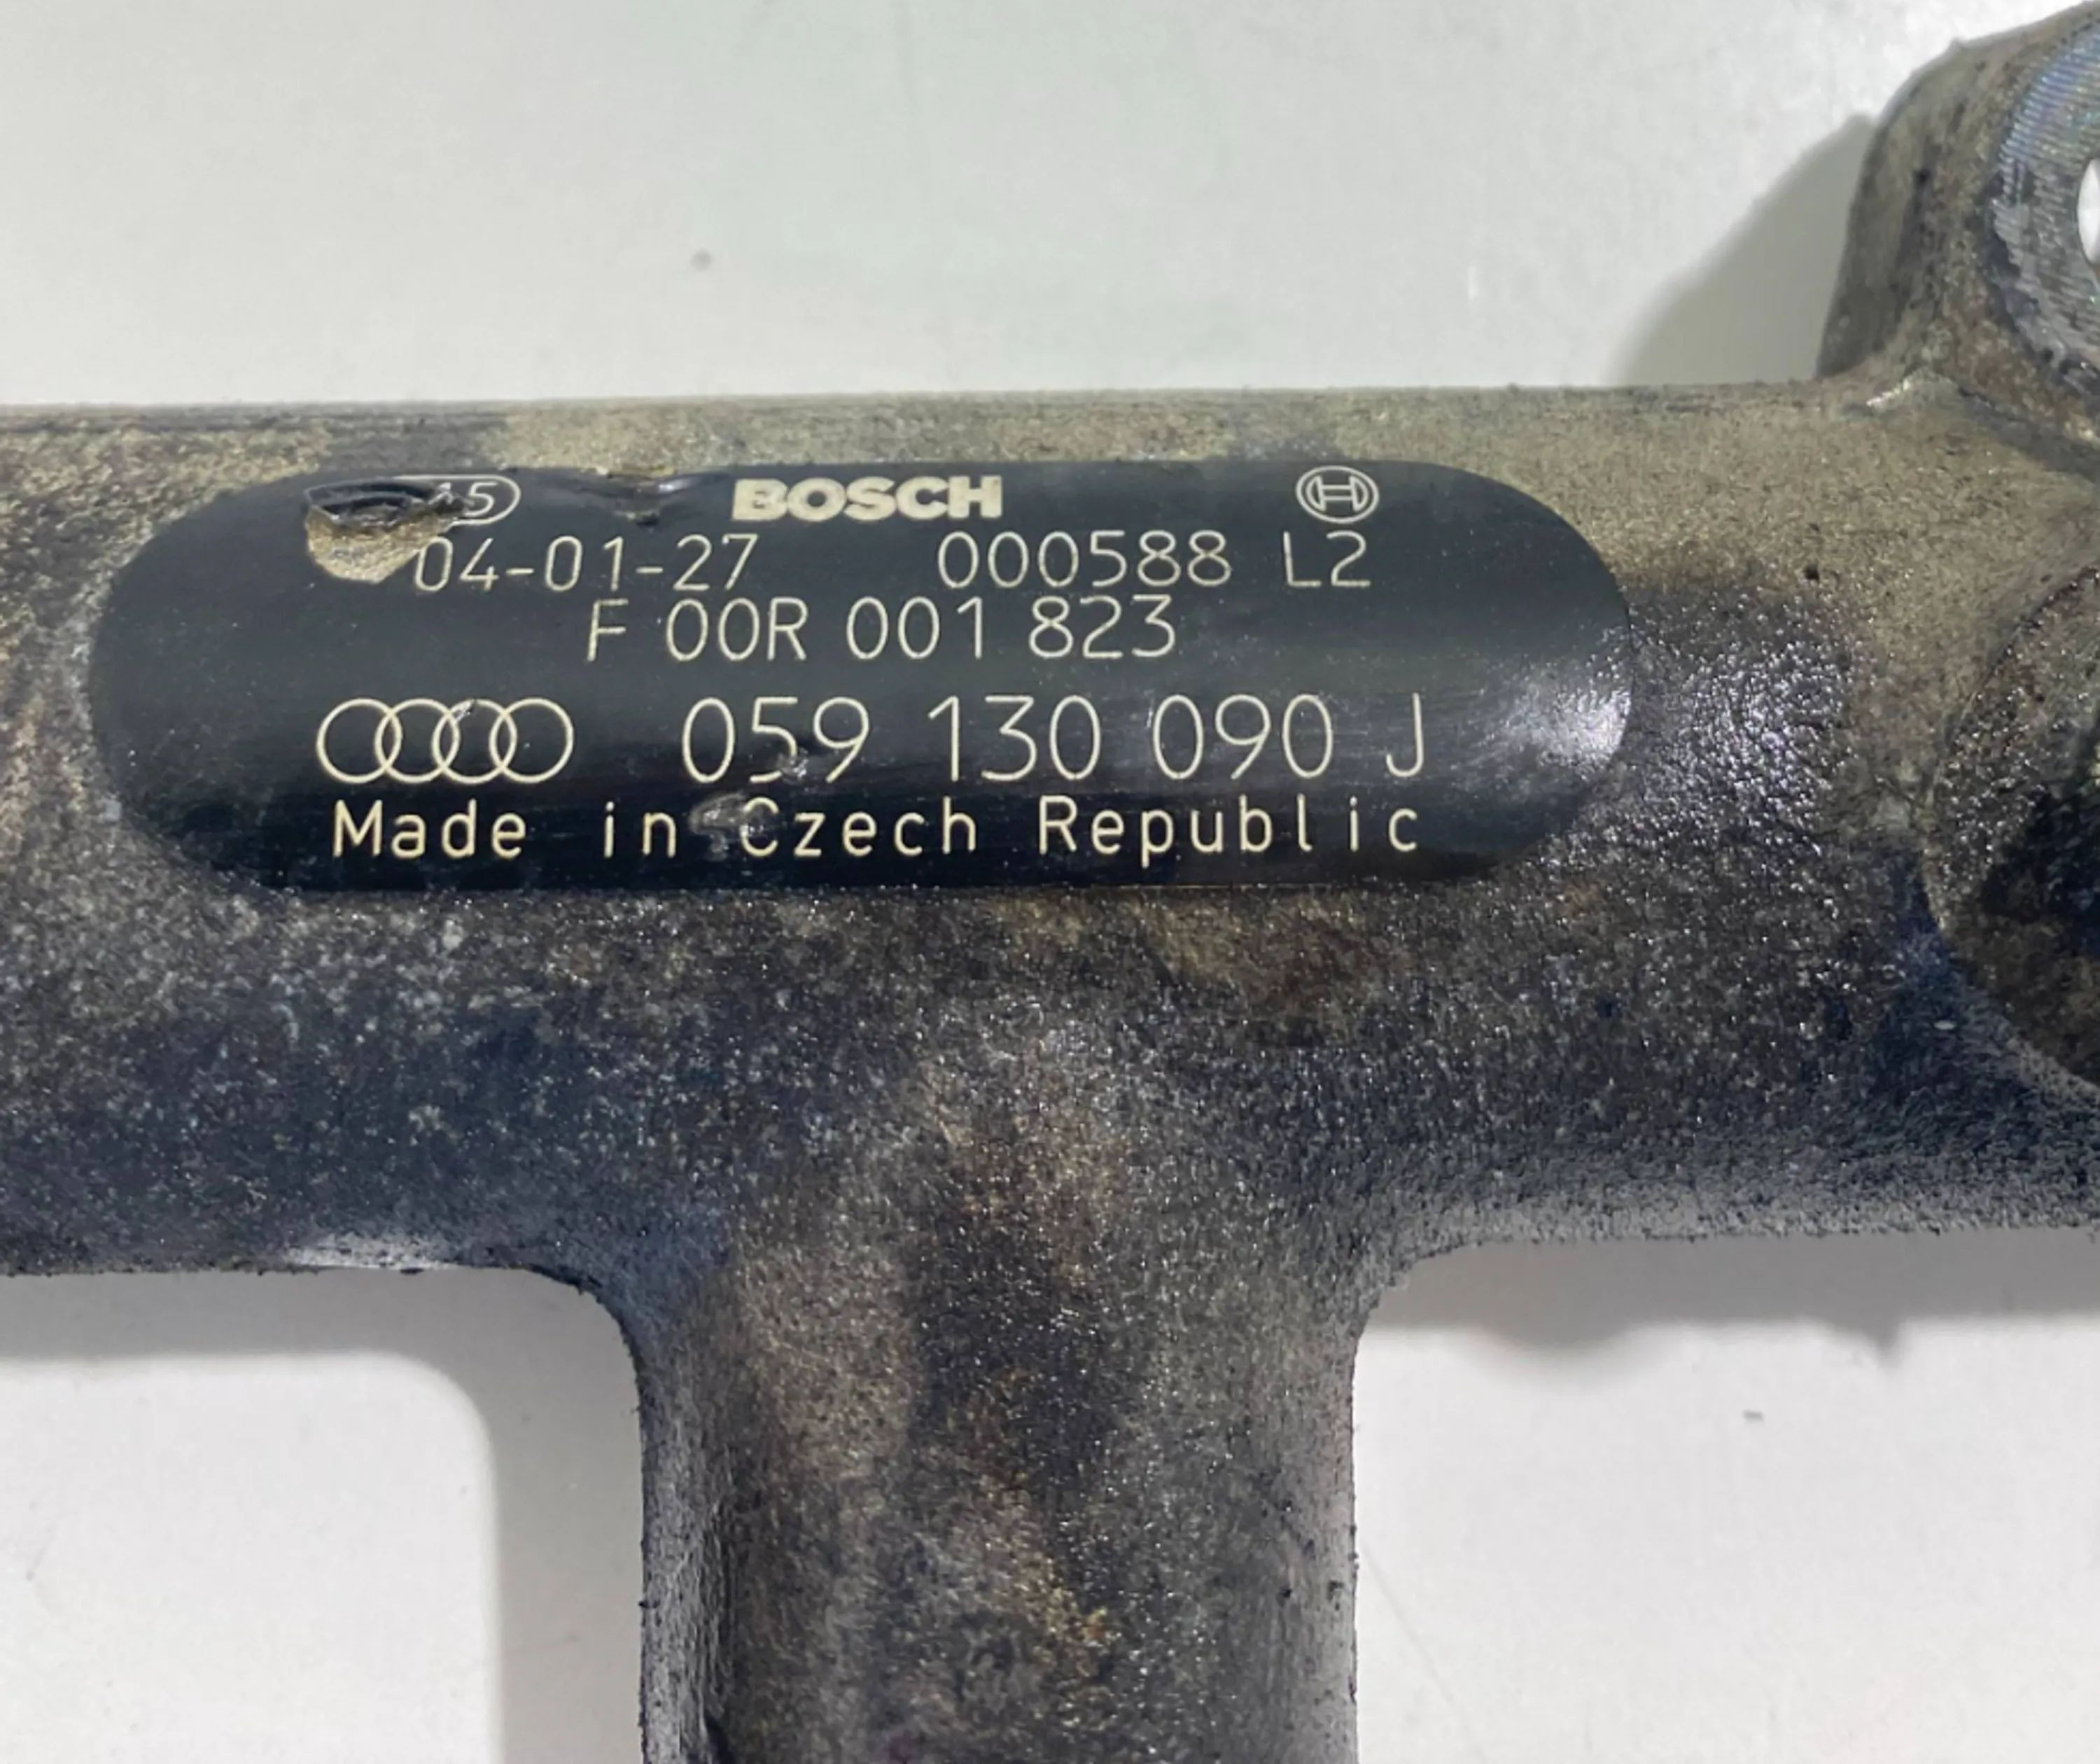 BOSCH
04-01-27 000588 L2
F 00R 001 823
059 130 090 J
Made in Czech Republic